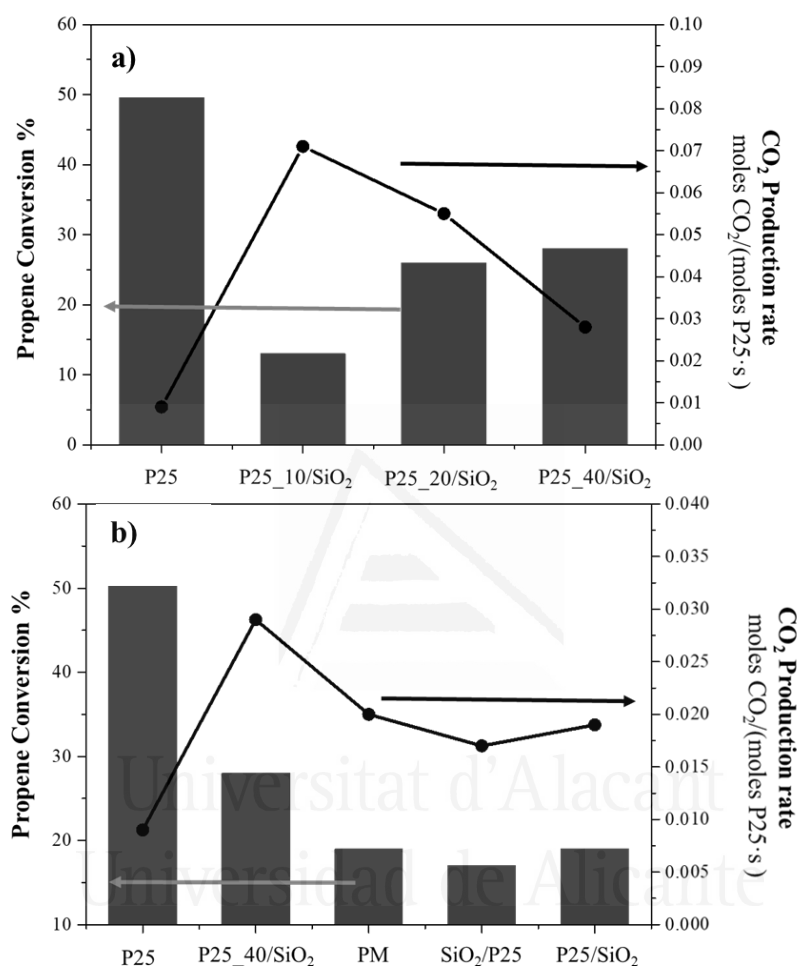 a)
Propene Conversion %
60
50
40
30
20
10
0
0.10
0.09
0.08
0.07
0.06
0.05
0.04
0.03
0.02
0.01
0.00
CO₂ Production rate
moles CO₂/(moles P25·s )
P25 P25_10/SiO₂ P25_20/SiO₂ P25_40/SiO₂
b)
Propene Conversion %
60
50
40
30
20
10
0.040
0.035
0.030
0.025
0.020
0.015
0.010
0.005
0.000
CO₂ Production rate
moles CO₂/(moles P25·s )
P25 P25_40/SiO₂ PM SiO₂/P25 P25/SiO₂
Universitat d'Alacant
Universidad de Alicante